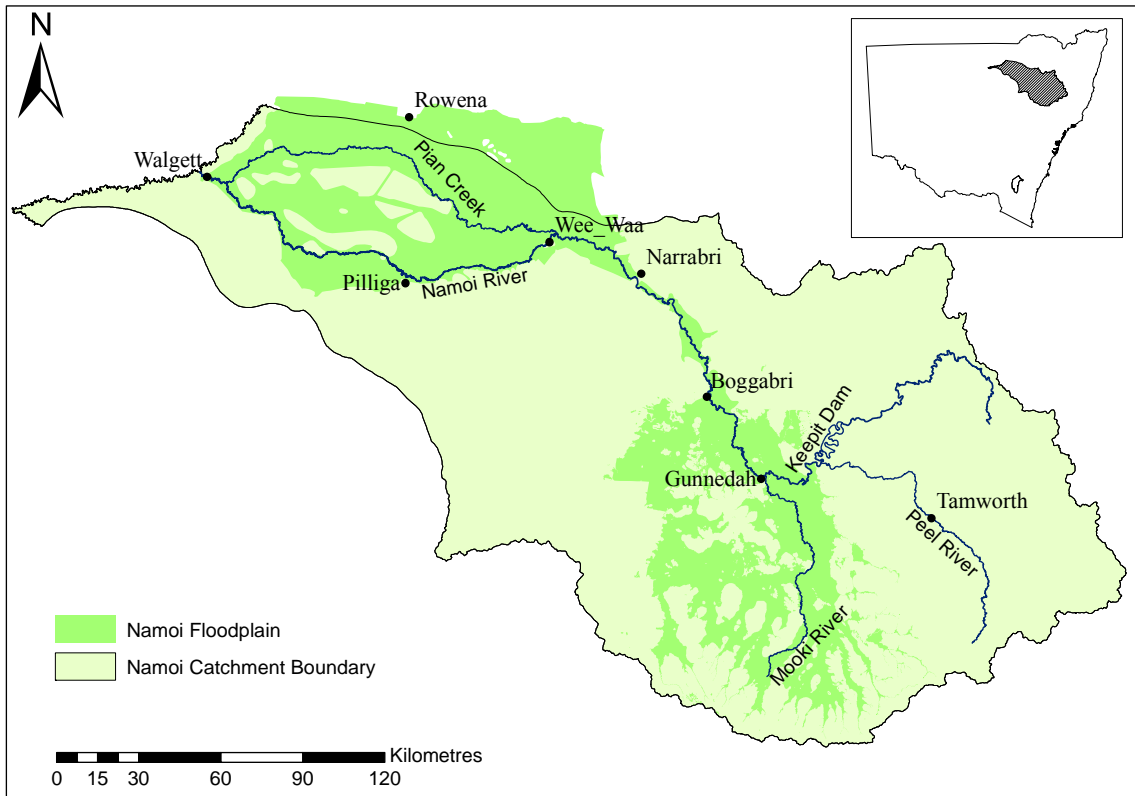 N
Rowena
Walgett
Pian Creek
Wee_Waa
Narrabri
Pilliga
Namoi River
Boggabri
Keepit Dam
Gunnedah
Tamworth
Peel River
Mooki River
Namoi Floodplain
Namoi Catchment Boundary
Kilometres
0 15 30 60 90 120